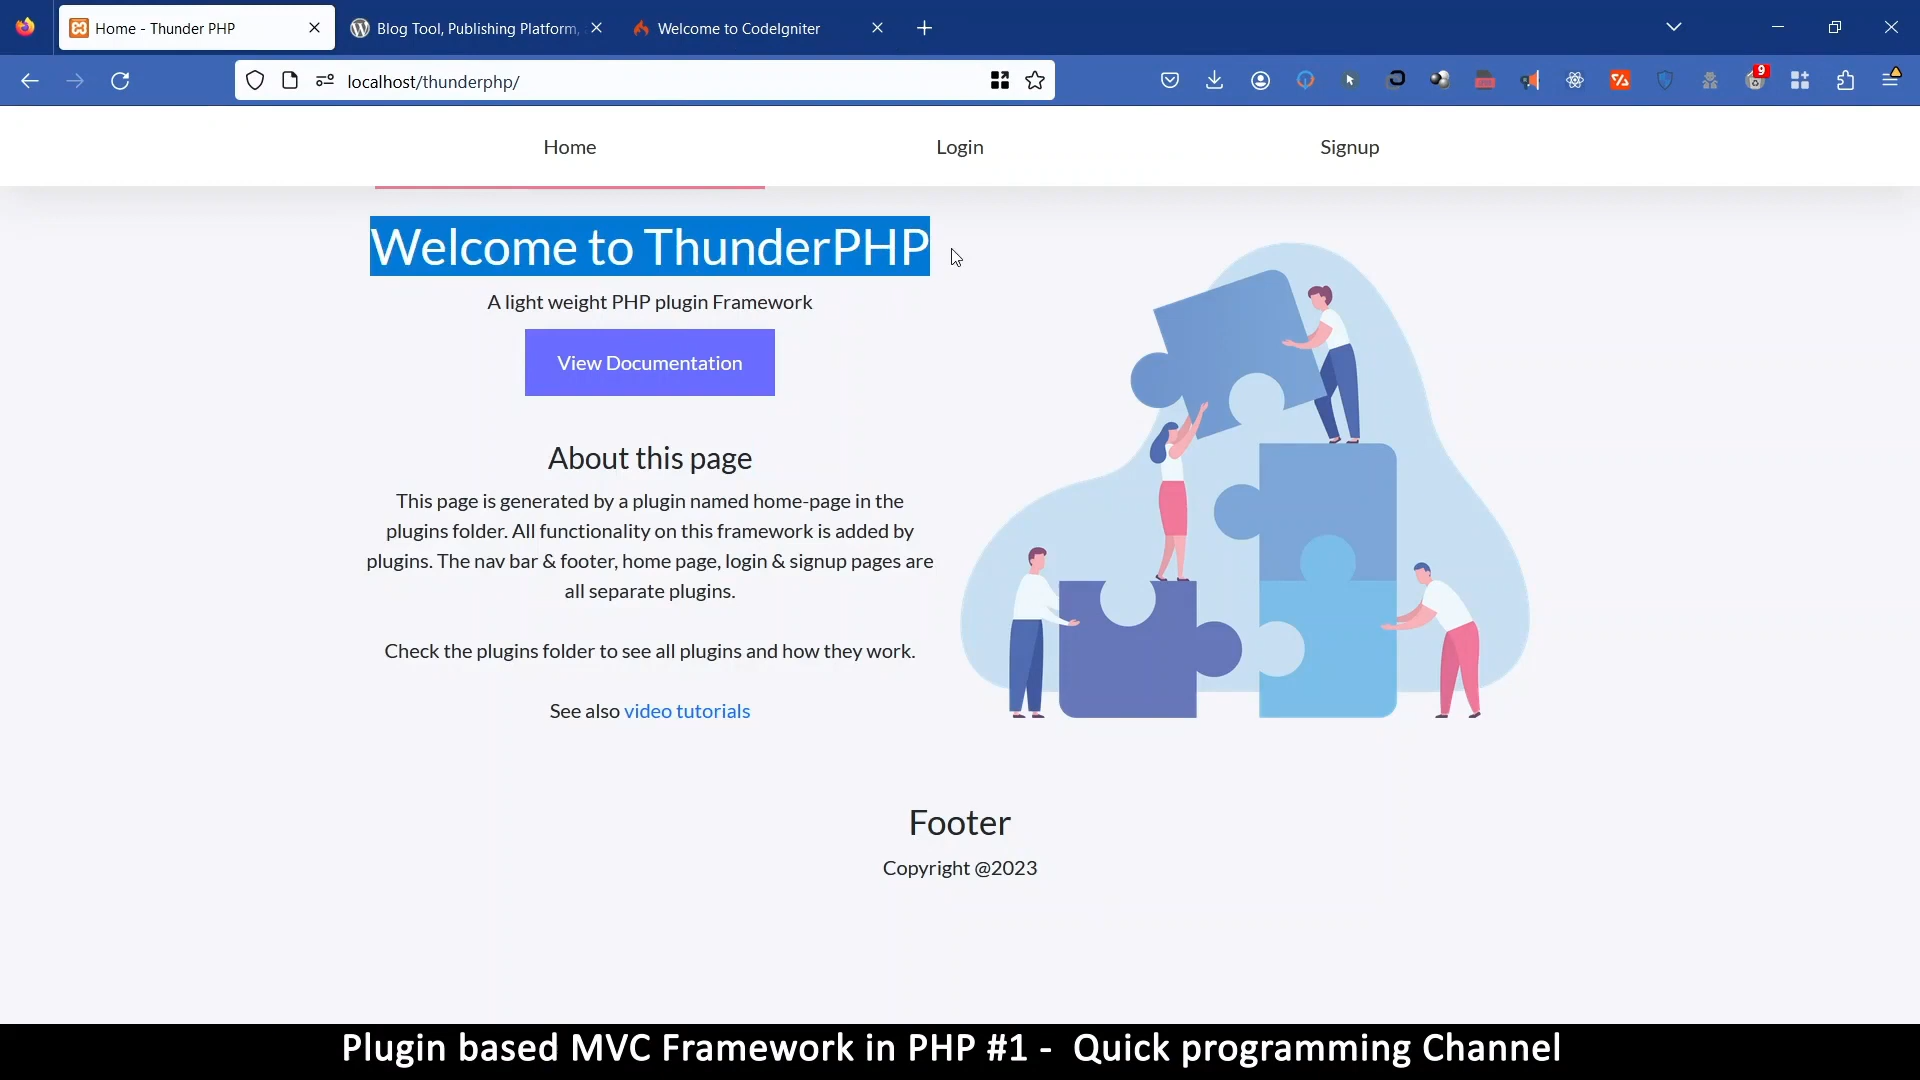 Home - Thunder PHP
Blog Tool, Publishing Platform,
Welcome to CodeIgniter
localhost/thunderphp/
9
Home
Login
Signup
Welcome to ThunderPHP
A light weight PHP plugin Framework
View Documentation
About this page
This page is generated by a plugin named home-page in the
plugins folder. All functionality on this framework is added by
plugins. The nav bar & footer, home page, login & signup pages are
all separate plugins.
Check the plugins folder to see all plugins and how they work.
See also video tutorials
Footer
Copyright @2023
Plugin based MVC Framework in PHP #1 - Quick programming Channel